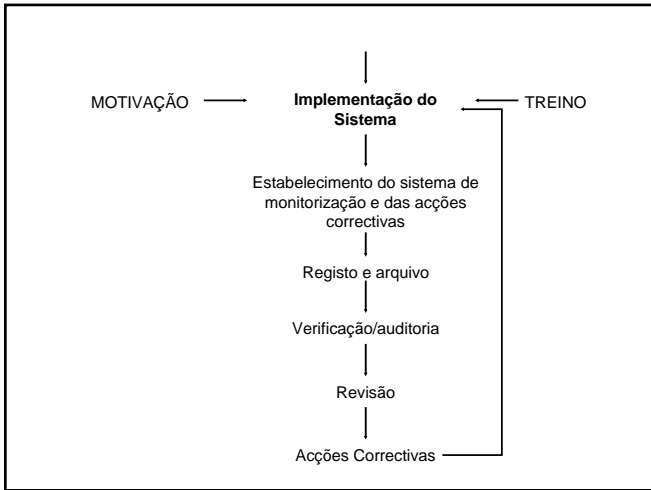 MOTIVAÇÃO
Implementação do
Sistema
TREINO
Estabelecimento do sistema de
monitorização e das acções
correctivas
Registo e arquivo
Verificação/auditoria
Revisão
Acções Correctivas